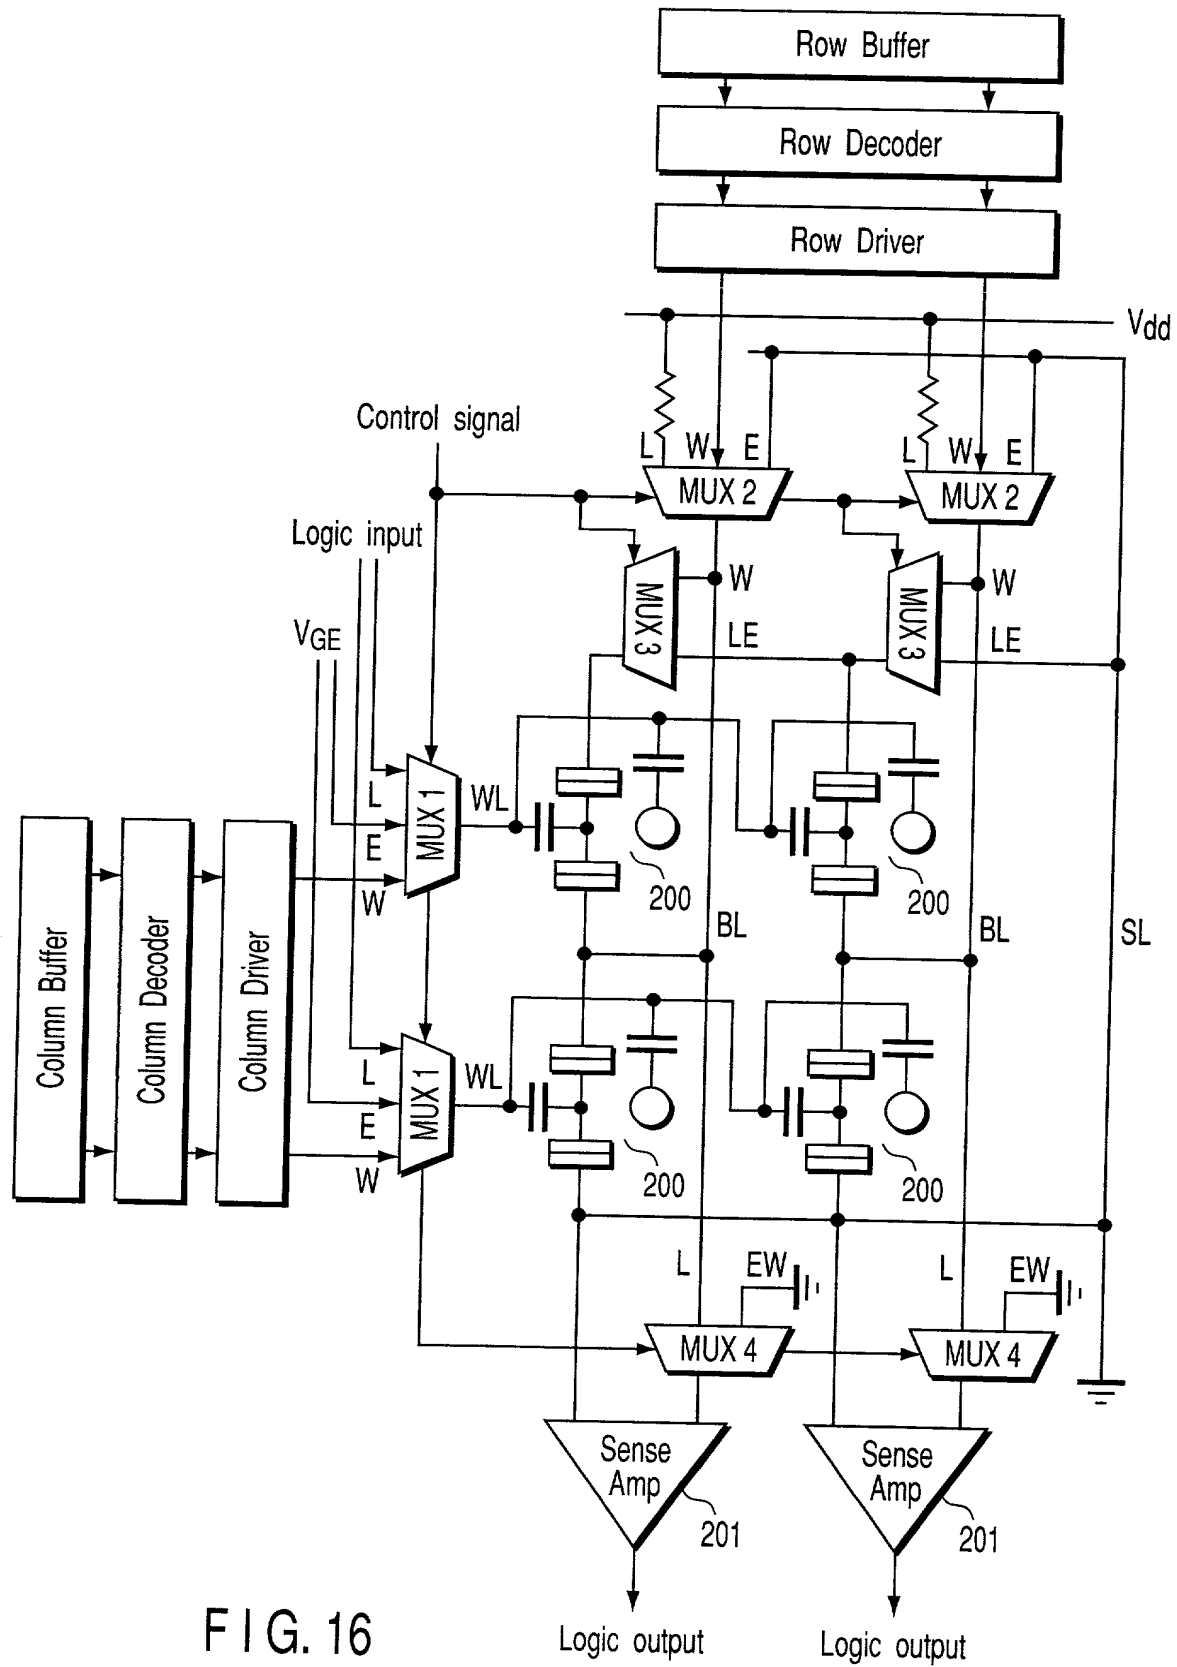 Row Buffer
Row Decoder
Row Driver
Vdd
Control signal
L W E
L W E
MUX 2
MUX 2
Logic input
MUX 3
W
MUX 3
W
VGE
LE
LE
L
E
W
MUX 1
WL
200
200
BL
BL
SL
Column Buffer
Column Decoder
Column Driver
L
E
W
MUX 1
WL
200
200
L
EW
L
EW
MUX 4
MUX 4
Sense
Amp
Sense
Amp
201
201
Logic output
Logic output
FIG. 16